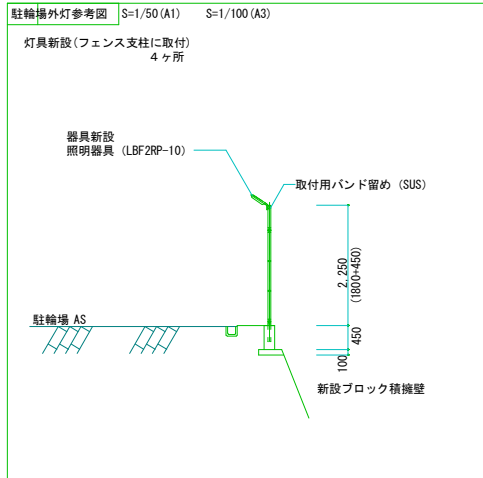 駐輪場外灯参考図 S=1/50(A1) S=1/100(A3)
灯具新設(フェンス支柱に取付)
4ヶ所
器具新設
照明器具（LBF2RP-10）
取付用バンド留め（SUS）
2,250
(1800+450)
駐輪場 AS
450
100
新設ブロック積擁壁